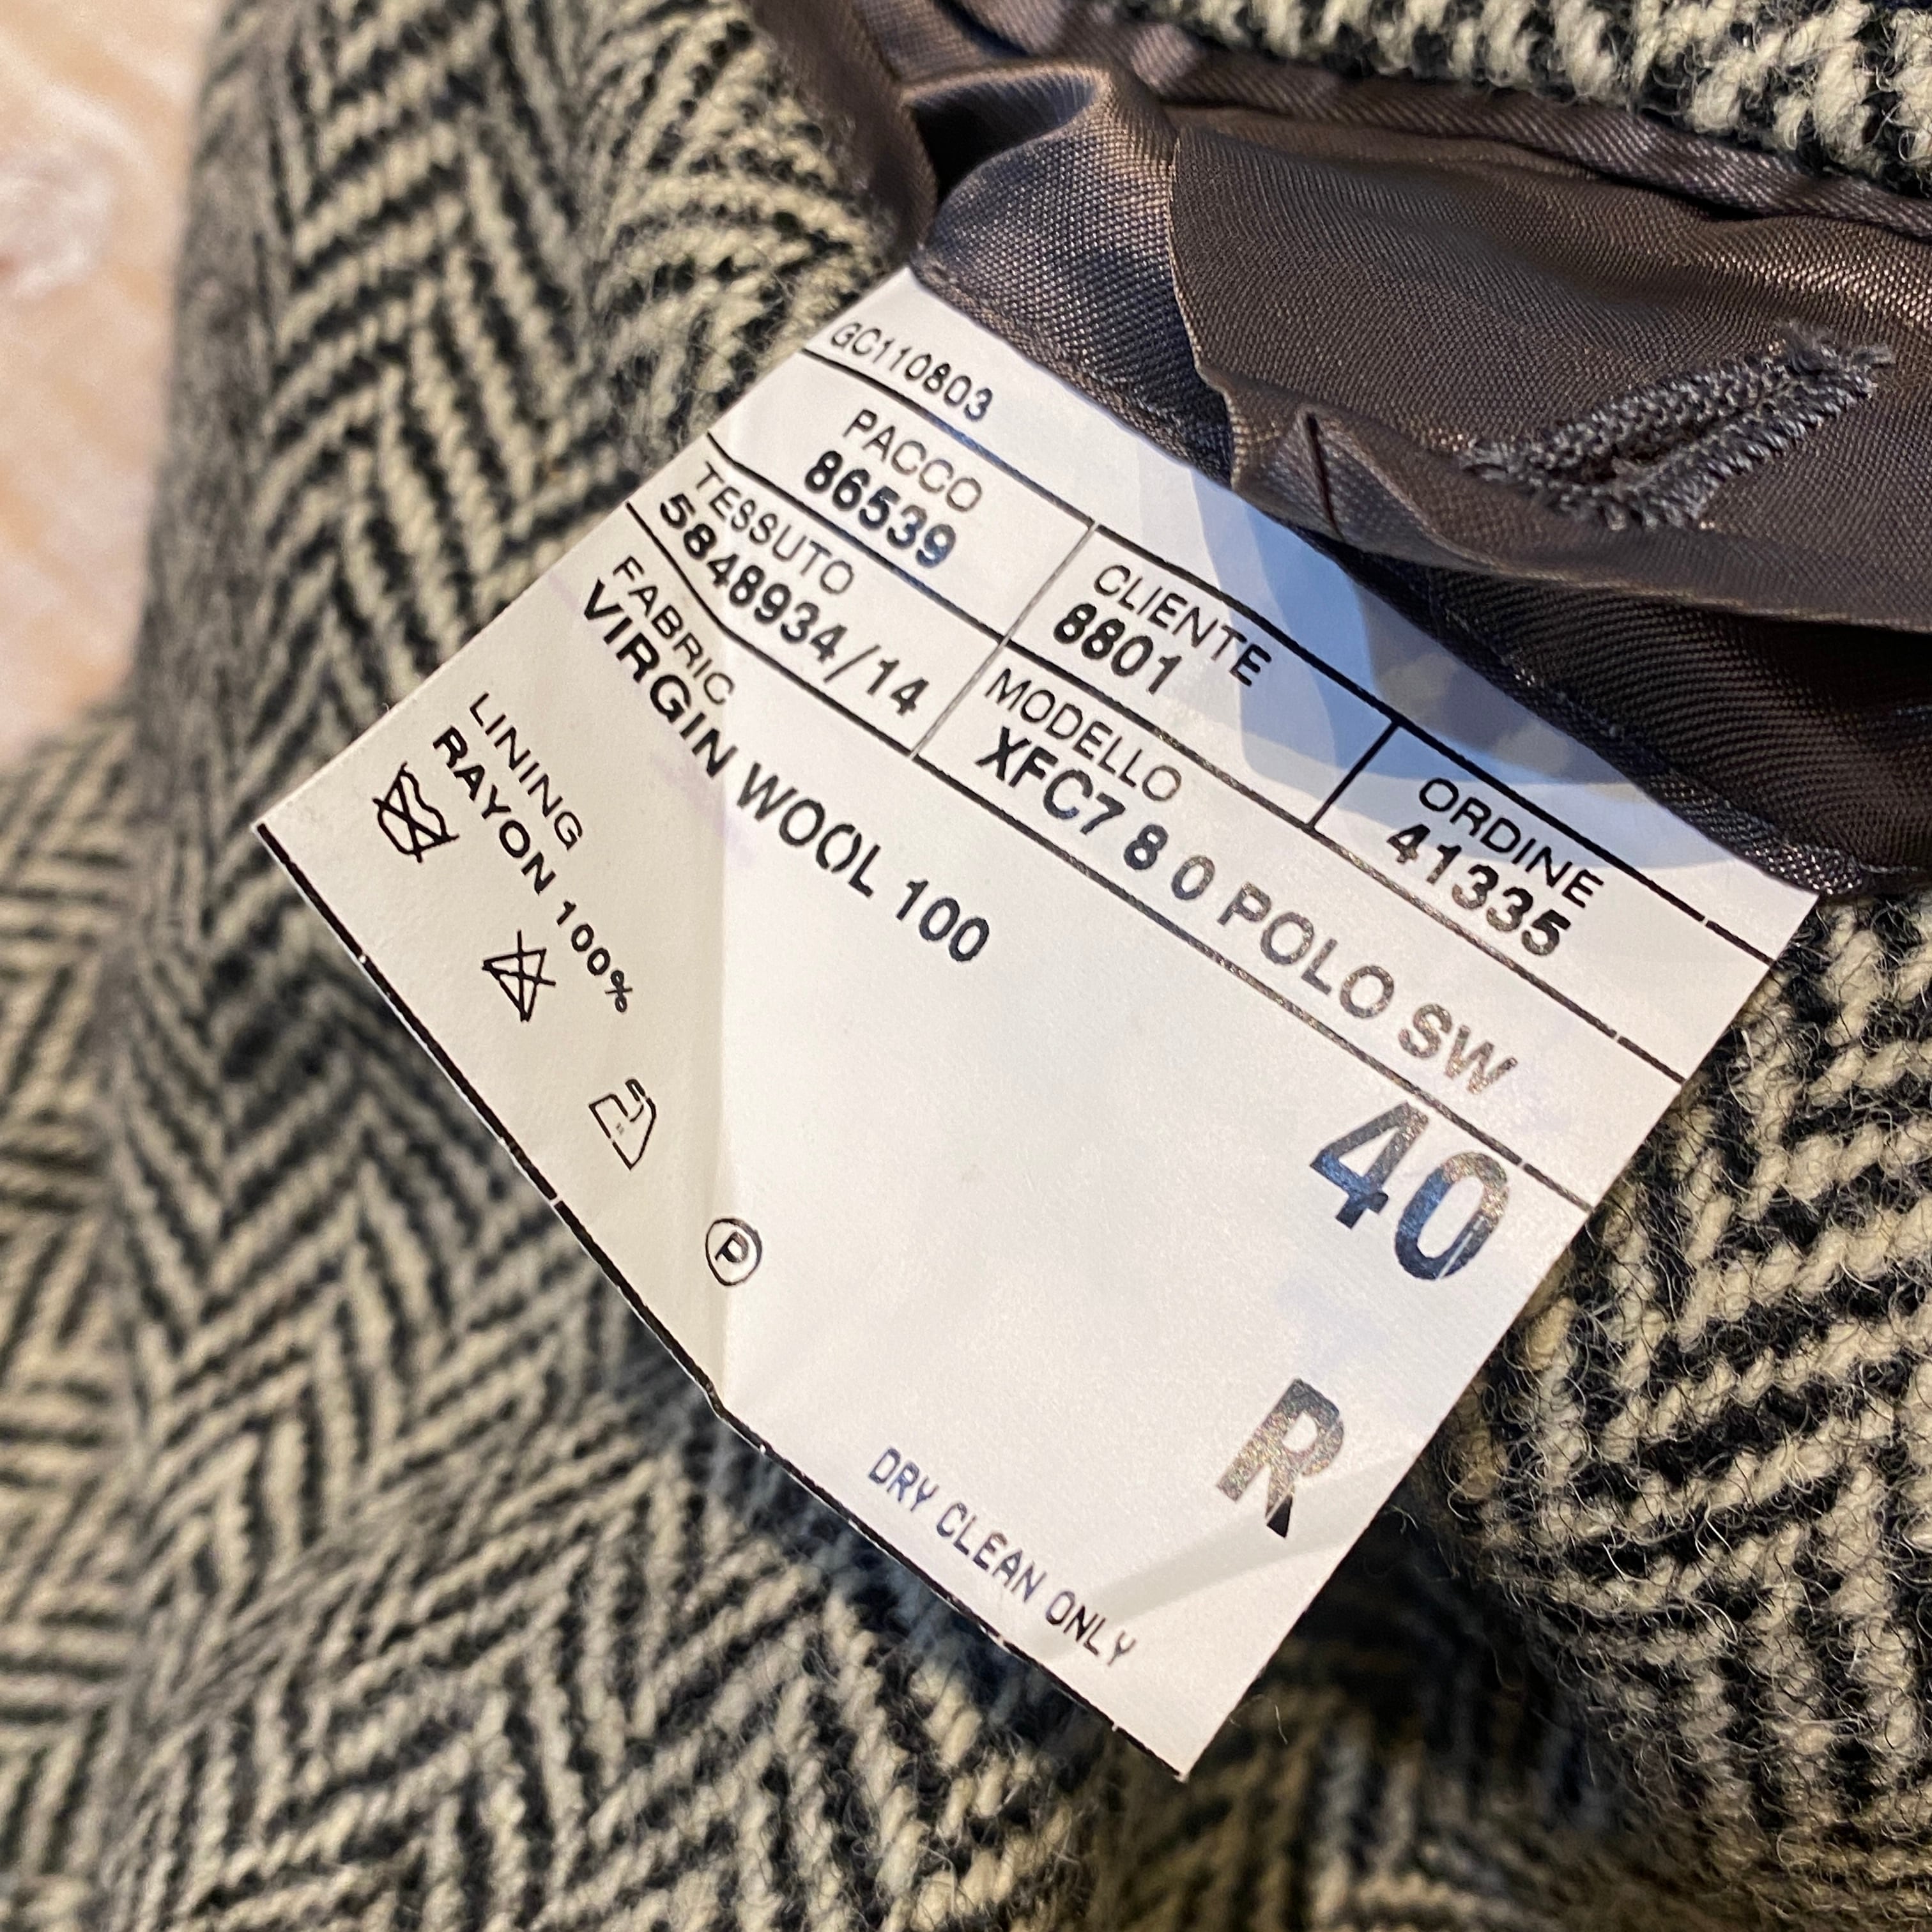 GC110803
PACCO
86539
CLIENTE
8801
ORDINE
41335
TESSUTO
5848934/14
MODELLO
XFC7 8 0 POLO SW
FABRIC
VIRGIN WOOL 100
40
R
LINING
RAYON 100%
P
DRY CLEAN ONLY